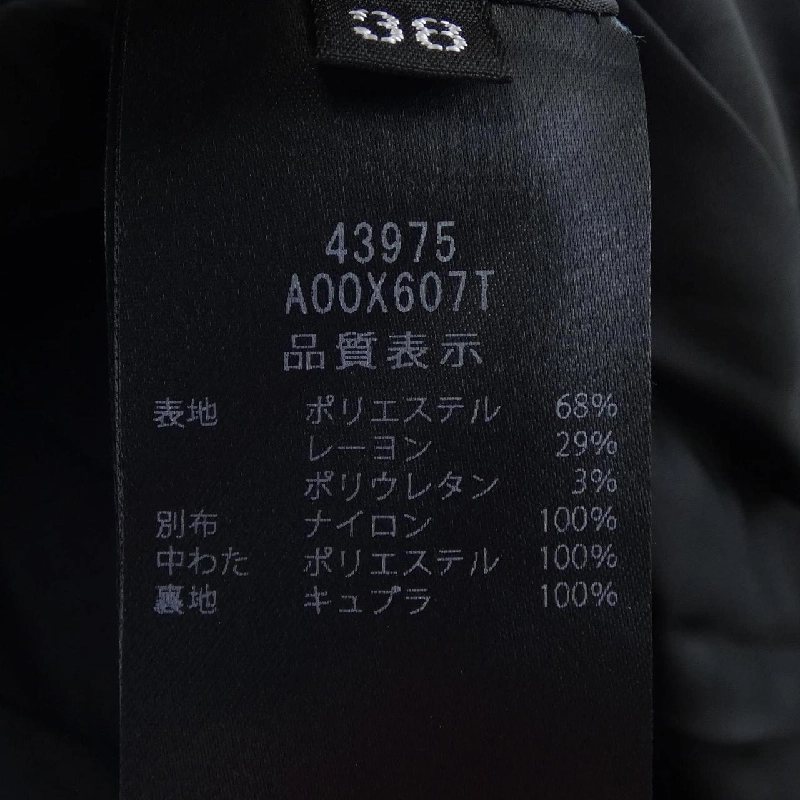 38
43975
A00X607T
品質表示
表地 ポリエステル 68%
レーヨン 29%
ポリウレタン 3%
別布 ナイロン 100%
中わた ポリエステル 100%
裏地 キュプラ 100%